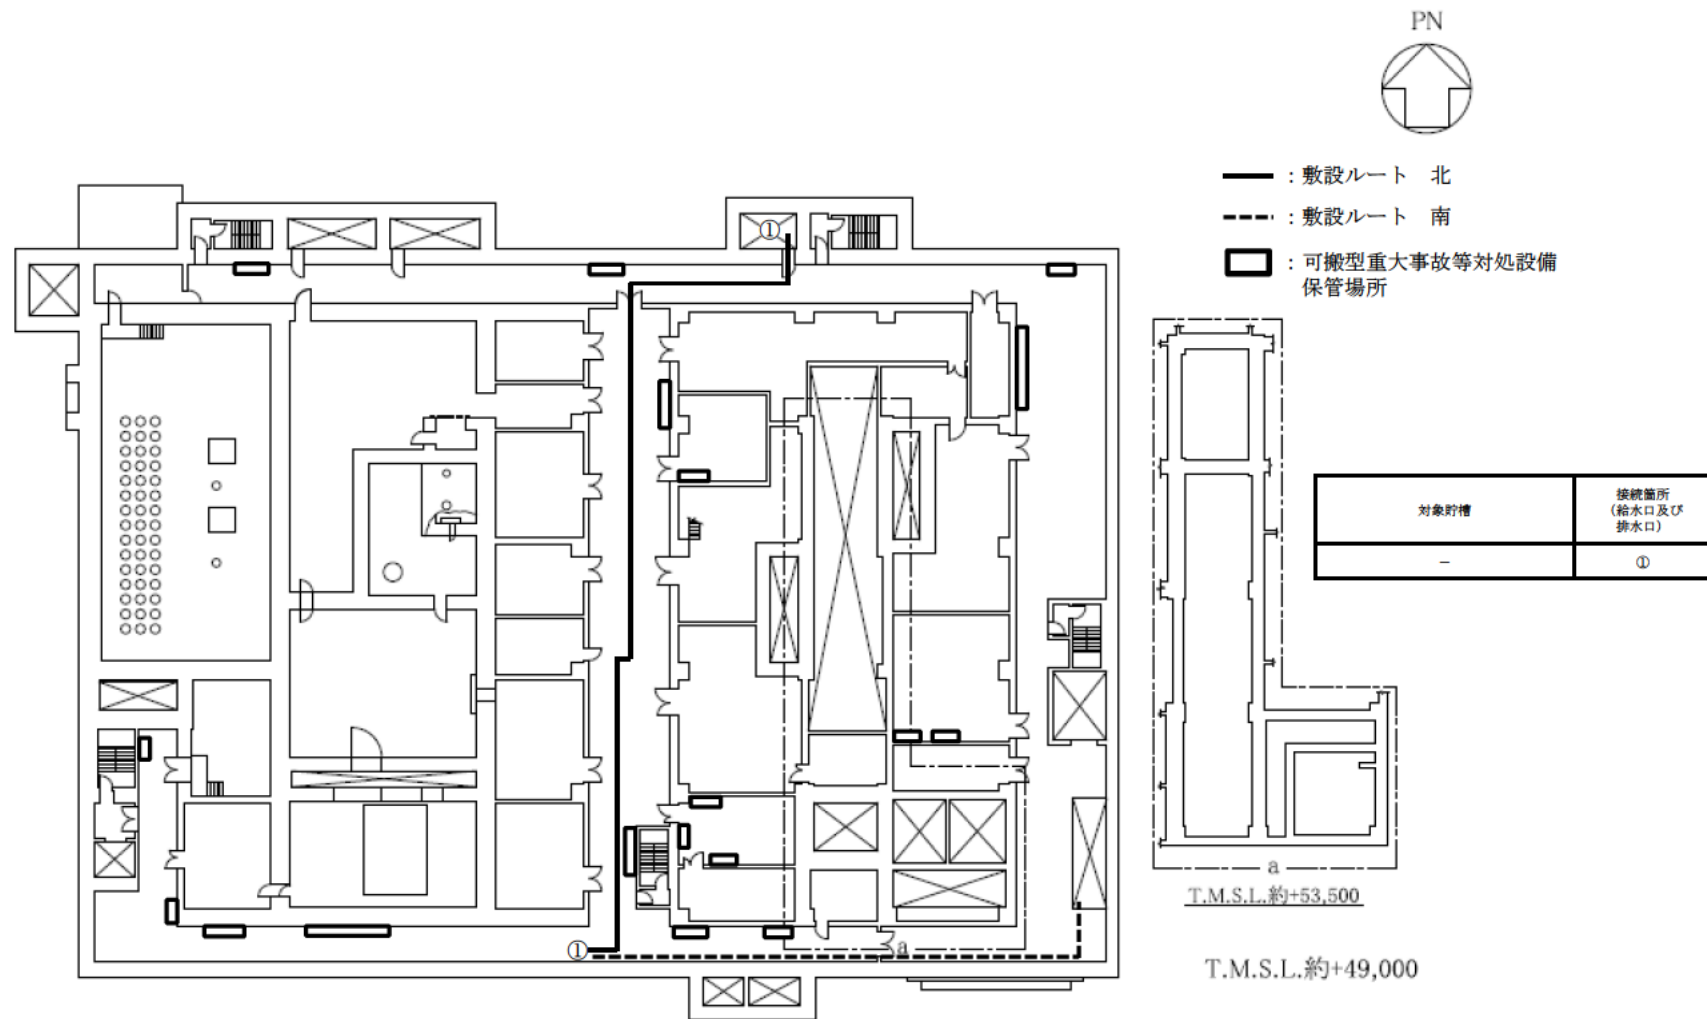 PN
：敷設ルート　北
：敷設ルート　南
：可搬型重大事故等対処設備
保管場所
①
対象貯槽
接続箇所
（給水口及び
排水口）
－
①
a
T.M.S.L.約+53,500
①
a
T.M.S.L.約+49,000